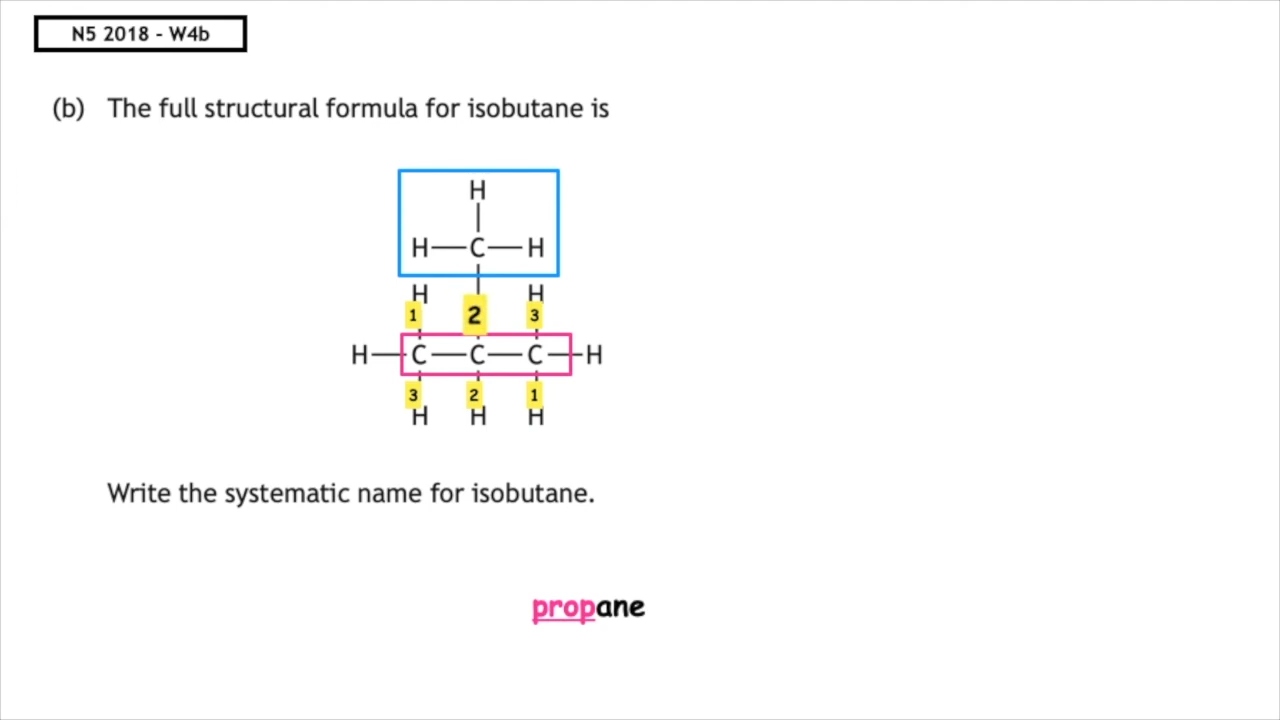 N5 2018 - W4b
(b) The full structural formula for isobutane is
H
H—C—H
H H
1 2 3
H—C—C—C—H
3 2 1
H H H
Write the systematic name for isobutane.
propane